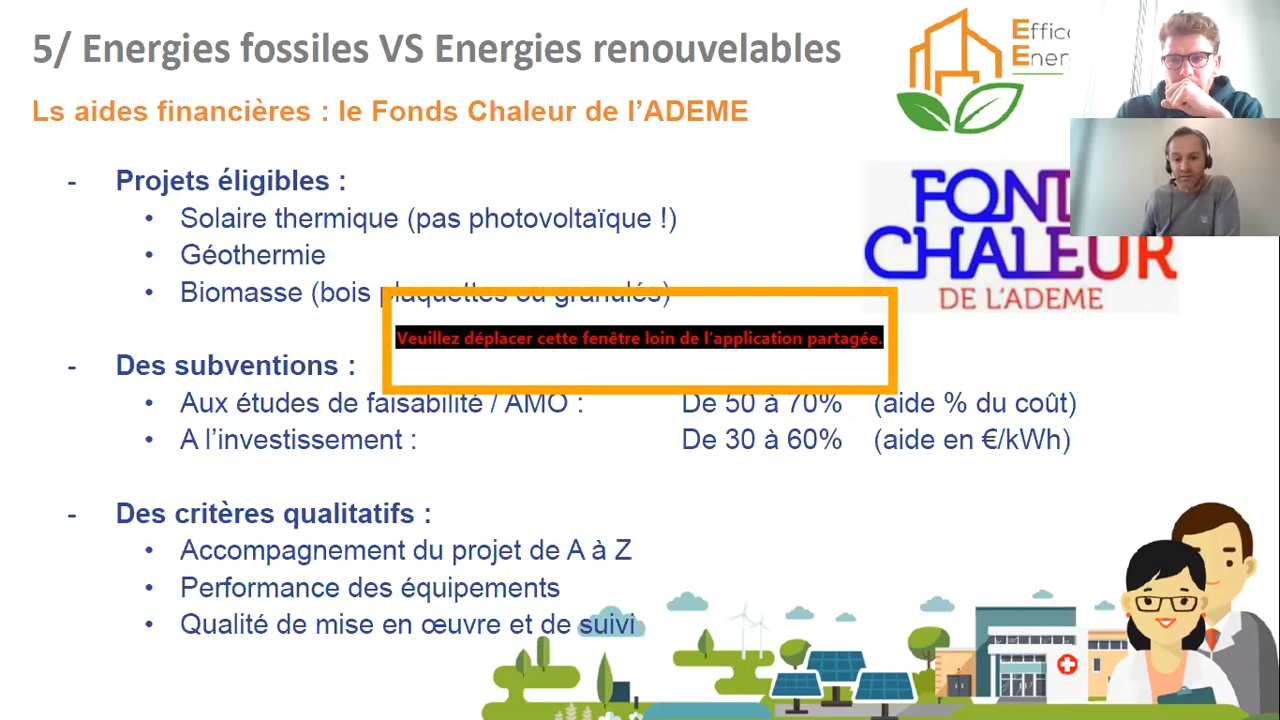 5/ Energies fossiles VS Energies renouvelables
Ls aides financières : le Fonds Chaleur de l’ADEME
- Projets éligibles :
• Solaire thermique (pas photovoltaïque !)
• Géothermie
• Biomasse (bois plaquettes ou granulés)
Veuillez déplacer cette fenêtre loin de l'application partagée.
- Des subventions :
• Aux études de faisabilité / AMO : De 50 à 70% (aide % du coût)
• A l’investissement : De 30 à 60% (aide en €/kWh)
- Des critères qualitatifs :
• Accompagnement du projet de A à Z
• Performance des équipements
• Qualité de mise en œuvre et de suivi
CHALEUR
DE L'ADEME